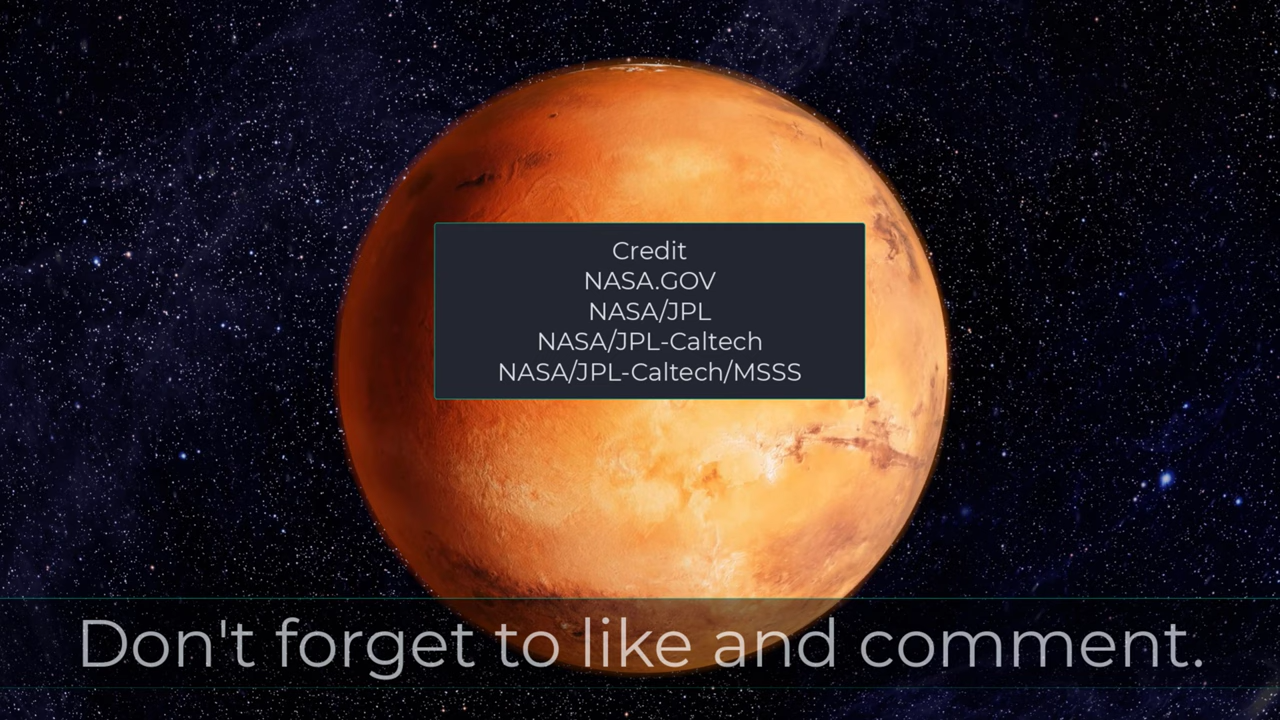 Credit
NASA.GOV
NASA/JPL
NASA/JPL-Caltech
NASA/JPL-Caltech/MSSS
Don't forget to like and comment.